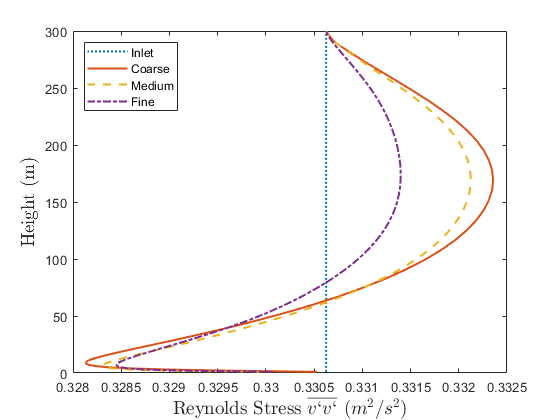 300
250
200
150
100
50
0
Height (m)
Inlet
Coarse
Medium
Fine
0.328 0.3285 0.329 0.3295 0.33 0.3305 0.331 0.3315 0.332 0.3325
Reynolds Stress v‘v‘ (m²/s²)